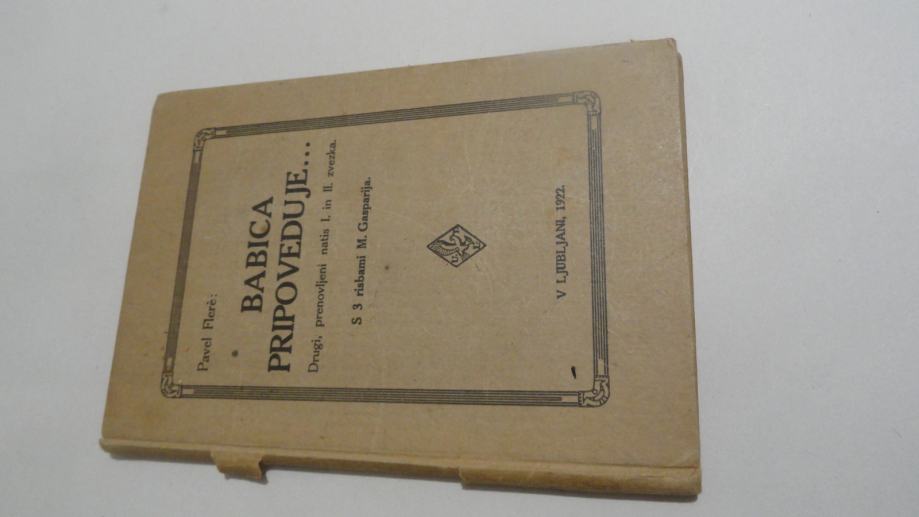 Pavel Flerè:
BABICA
PRIPOVEDUJE...
Drugi, prenovljeni natis I. in II. zvezka.
S 3 risbami M. Gasparija.
V LJUBLJANI, 1922.